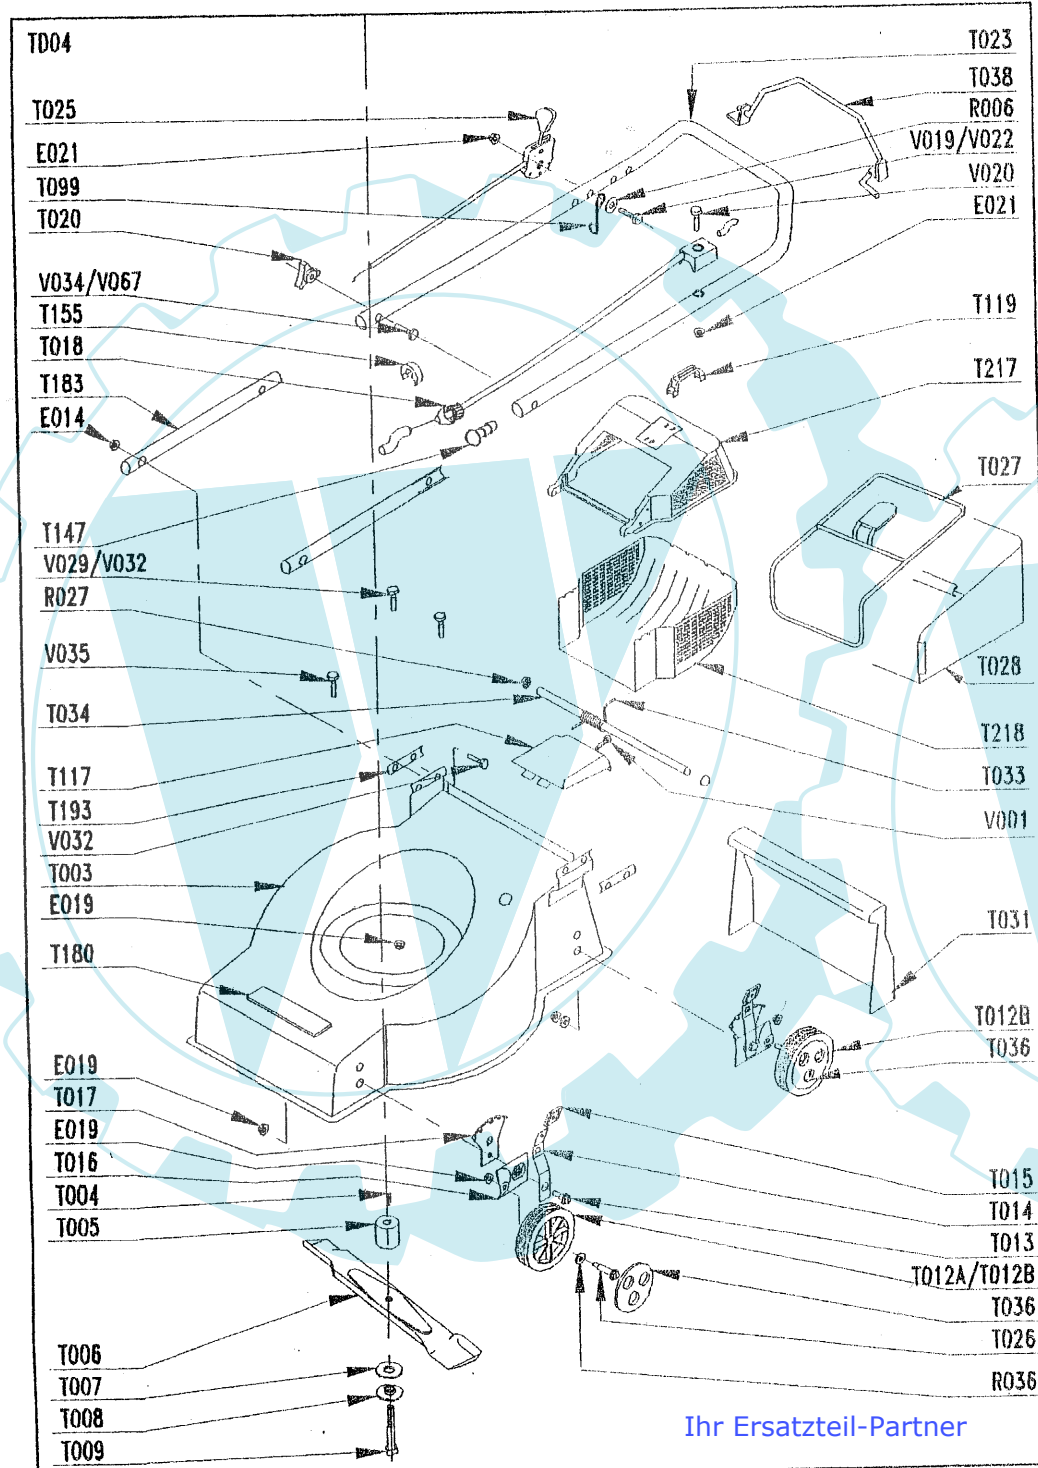 TD04
T025
E021
T099
T020
V034/V067
T155
T018
T183
E014
T147
V029/V032
R027
V035
T034
T117
T193
V032
T003
E019
T180
E019
T017
E019
T016
T004
T005
T006
T007
T008
T009
T023
T038
R006
V019/V022
V020
E021
T119
T217
T027
T028
T218
T033
V001
T031
T012B
T036
T015
T014
T013
T012A/T012B
T036
T026
R036
Ihr Ersatzteil-Partner